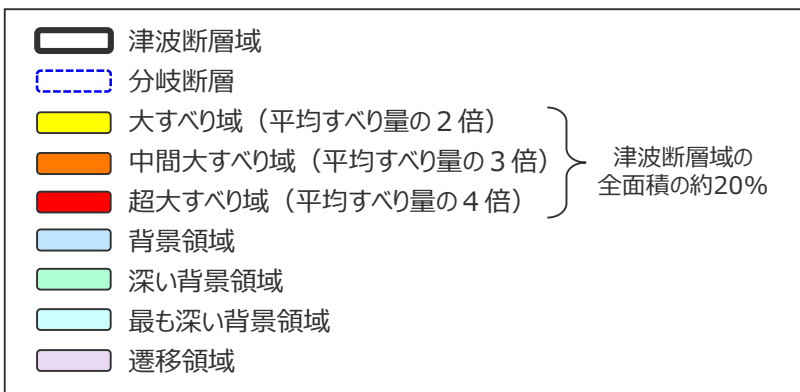 津波断層域
分岐断層
大すべり域（平均すべり量の２倍）
中間大すべり域（平均すべり量の３倍）
超大すべり域（平均すべり量の４倍）
津波断層域の
全面積の約20%
背景領域
深い背景領域
最も深い背景領域
遷移領域